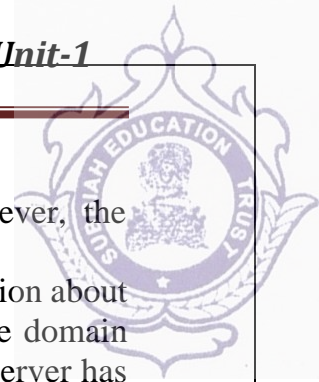 Unit-1
EDUCATION TRUST
ever, the
ion about
e domain
erver has